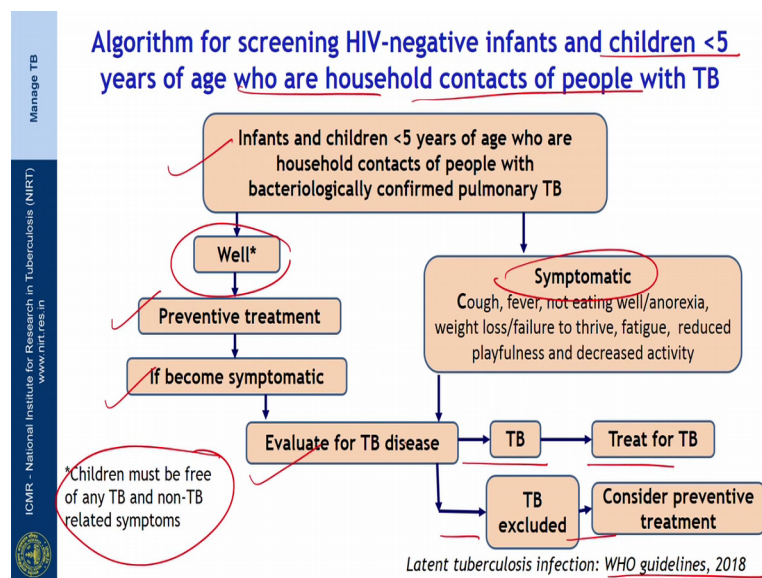 Algorithm for screening HIV-negative infants and children <5
years of age who are household contacts of people with TB
Manage TB
ICMR - National Institute for Research in Tuberculosis (NIRT)
www.nirt.res.in
Infants and children <5 years of age who are
household contacts of people with
bacteriologically confirmed pulmonary TB
Well*
Preventive treatment
If become symptomatic
Symptomatic
Cough, fever, not eating well/anorexia,
weight loss/failure to thrive, fatigue, reduced
playfulness and decreased activity
Evaluate for TB disease
TB
Treat for TB
TB
excluded
Consider preventive
treatment
*Children must be free
of any TB and non-TB
related symptoms
Latent tuberculosis infection: WHO guidelines, 2018